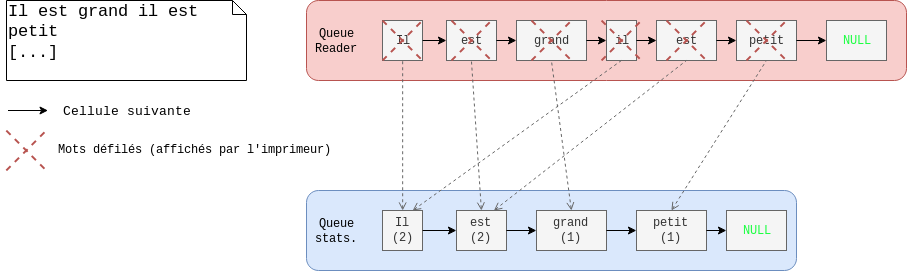 Il est grand il est
petit
[...]
Cellule suivante
Mots défilés (affichés par l'imprimeur)
Queue
Reader
Il
est
grand
il
est
petit
NULL
Queue
stats.
Il
(2)
est
(2)
grand
(1)
petit
(1)
NULL